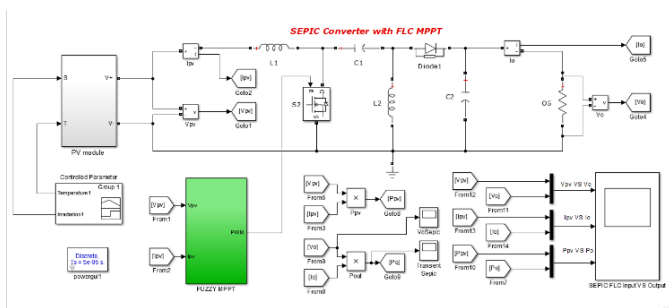 SEPIC Converter with FLC MPPT
S
T
V+
V-
PV module
Ipv
[Ipv]
Goto2
Vpv
[Vpv]
Goto1
L1
C1
Diode1
S2
L2
C2
Io
[Io]
Goto5
Vo
[Vo]
Goto4
Controlled Parameter
Group 1
Temperature1
Irradiation1
Discrete,
Ts = 5e-05 s.
powergui1
[Vpv]
From1
[Ipv]
From2
Vpv
Ipv
PWM
FUZZY MPPT
[Vpv]
From5
[Ipv]
From3
×
Ppv
[Ppv]
Goto8
[Vo]
From9
[Io]
From8
×
Pout
[Po]
Goto9
VoSepic
Transient
Sepic
[Vpv]
From12
[Vo]
From11
Vpv VS Vo
[Ipv]
From13
[Io]
From14
Ipv VS Io
[Ppv]
From10
[Po]
From7
Ppv VS Po
SEPIC FLC Input VS Output